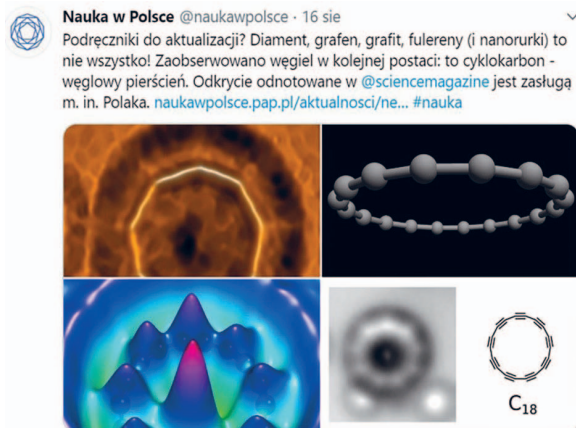 Nauka w Polsce @naukawpolsce · 16 sie
Podręczniki do aktualizacji? Diament, grafen, grafit, fulereny (i nanorurki) to
nie wszystko! Zaobserwowano węgiel w kolejnej postaci: to cyklokarbon -
węglowy pierścień. Odkrycie odnotowane w @sciencemagazine jest zasługą
m. in. Polaka. naukawpolsce.pap.pl/aktualnosci/ne... #nauka
C₁₈